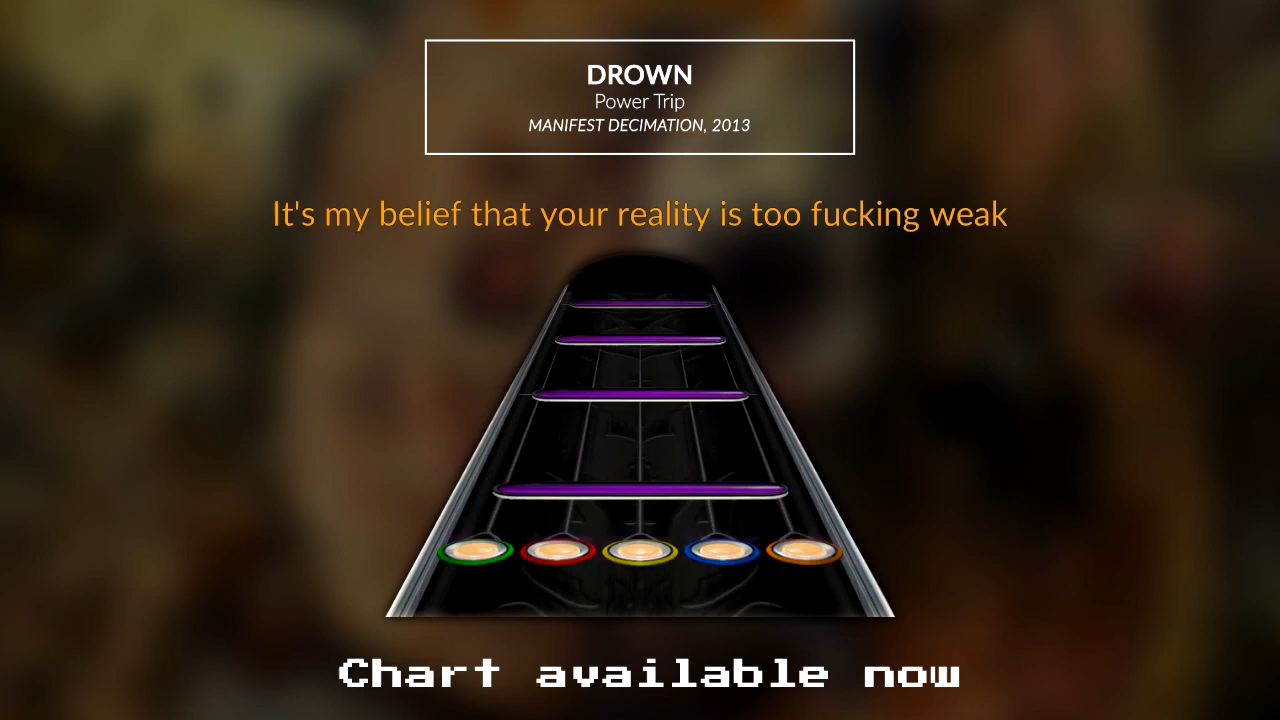 DROWN
Power Trip
MANIFEST DECIMATION, 2013
It's my belief that your reality is too fucking weak
Chart available now